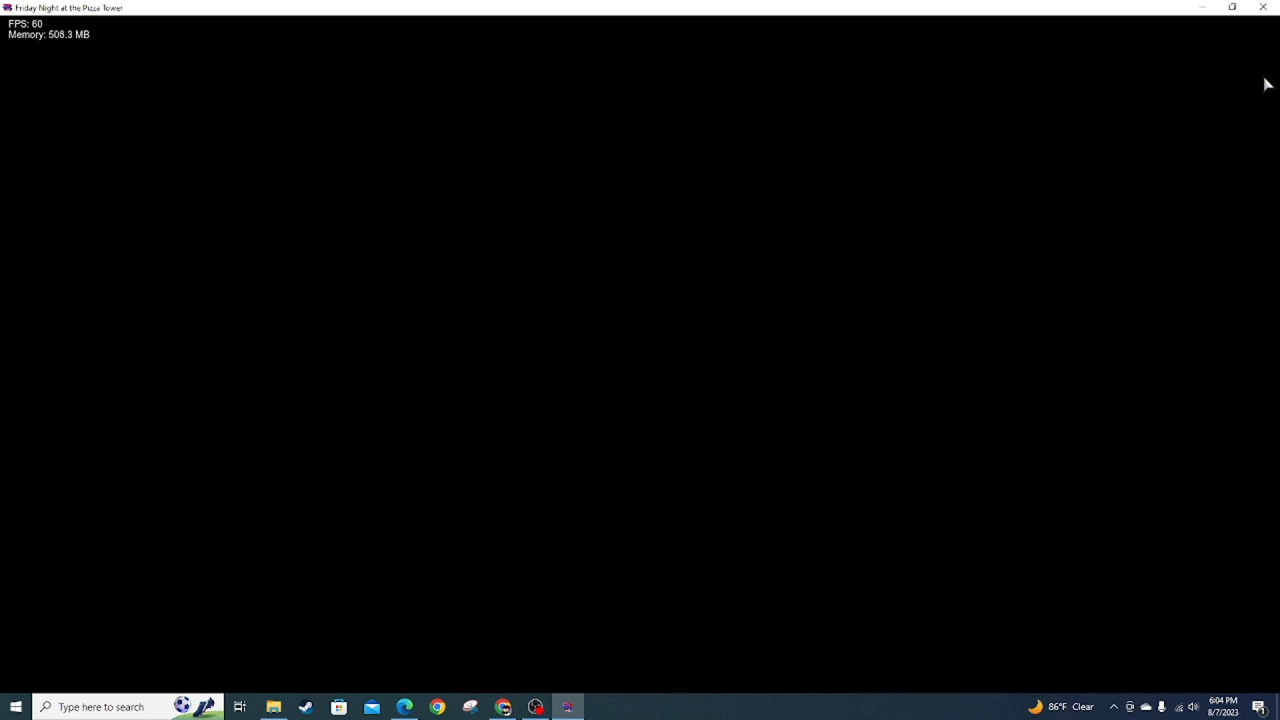 Friday Night at the Pizza Tower
FPS: 60
Memory: 508.3 MB
Type here to search
86°F Clear
6:04 PM
8/7/2023
1